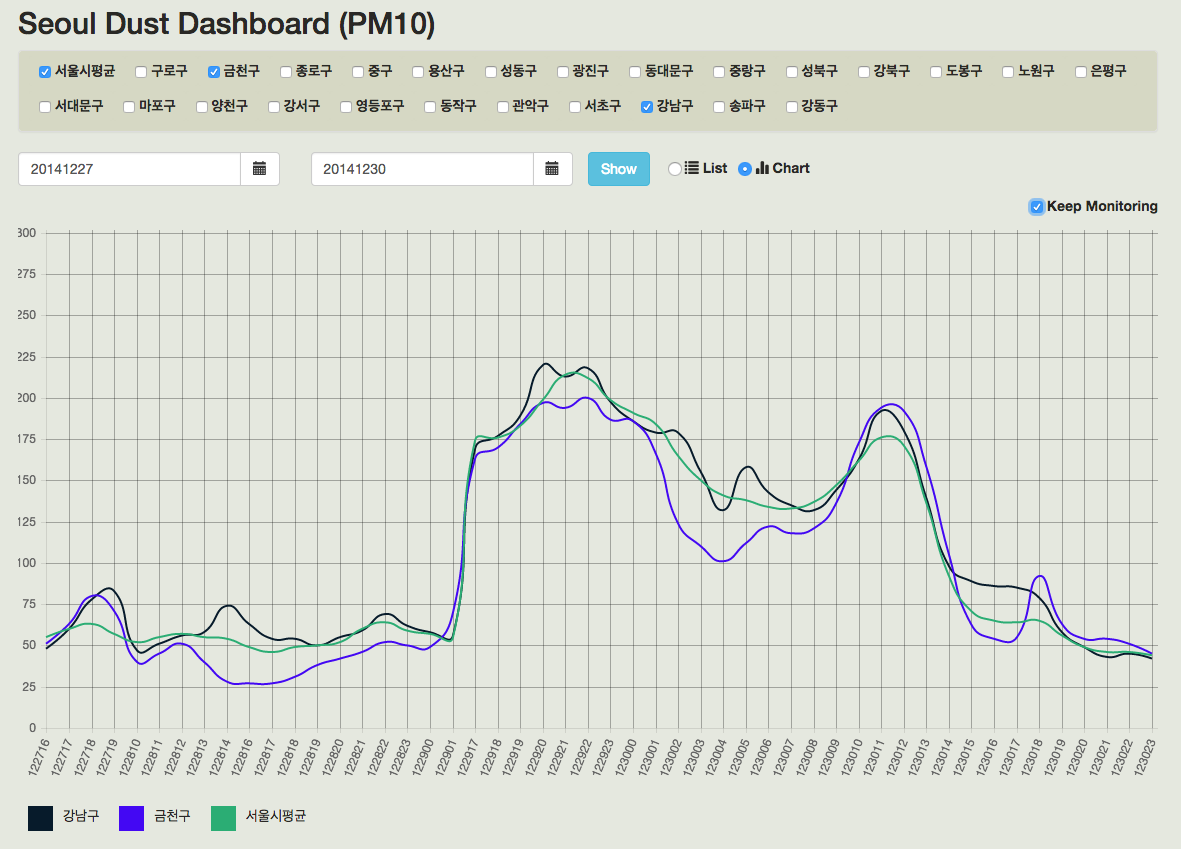 Seoul Dust Dashboard (PM10)
서울시평균 구로구 금천구 종로구 중구 용산구 성동구 광진구 동대문구 중랑구 성북구 강북구 도봉구 노원구 은평구
서대문구 마포구 양천구 강서구 영등포구 동작구 관악구 서초구 강남구 송파구 강동구
20141227 20141230 Show List Chart
Keep Monitoring
300
275
250
225
200
175
150
125
100
75
50
25
0
122716 122717 122718 122719 122810 122811 122812 122813 122814 122816 122817 122818 122819 122820 122821 122822 122823 122900 122901 122917 122918 122919 122920 122921 122922 122923 123000 123001 123002 123003 123004 123005 123006 123007 123008 123009 123010 123011 123012 123013 123014 123015 123016 123017 123018 123019 123020 123021 123022 123023
강남구 금천구 서울시평균